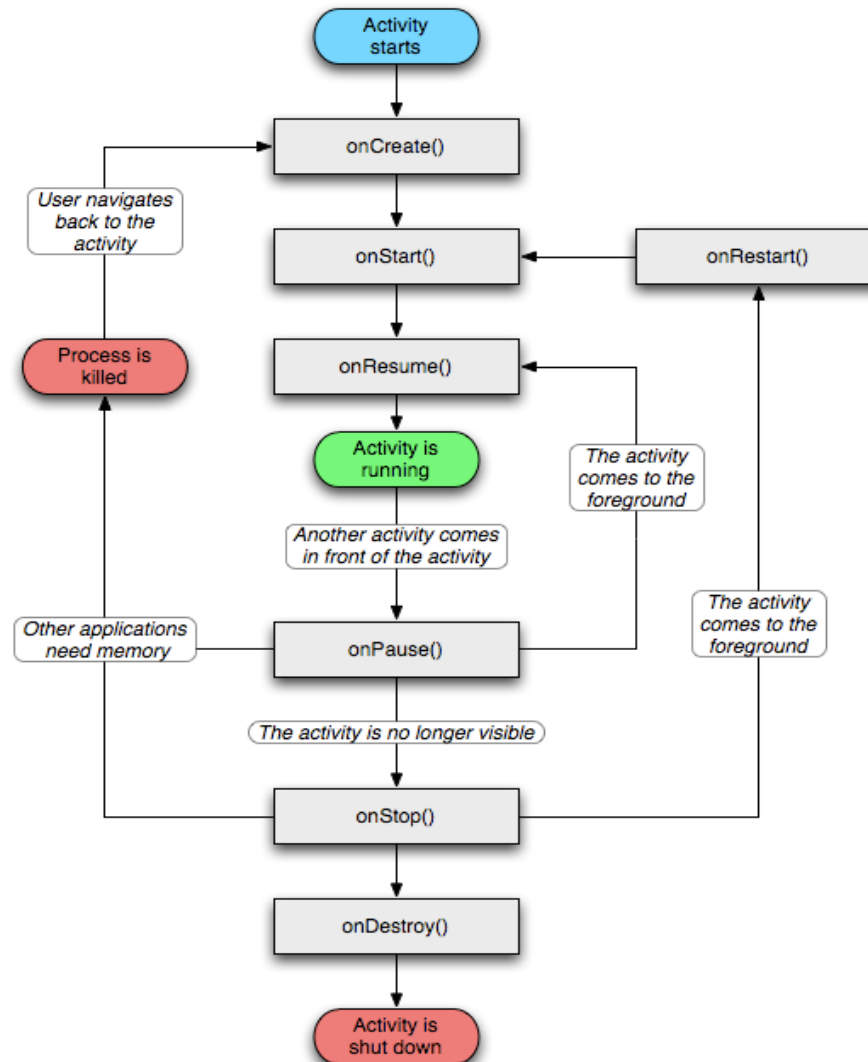 Activity
starts
onCreate()
User navigates
back to the
activity
onStart()
onRestart()
Process is
killed
onResume()
Activity is
running
The activity
comes to the
foreground
Another activity comes
in front of the activity
The activity
comes to the
foreground
Other applications
need memory
onPause()
The activity is no longer visible
onStop()
onDestroy()
Activity is
shut down